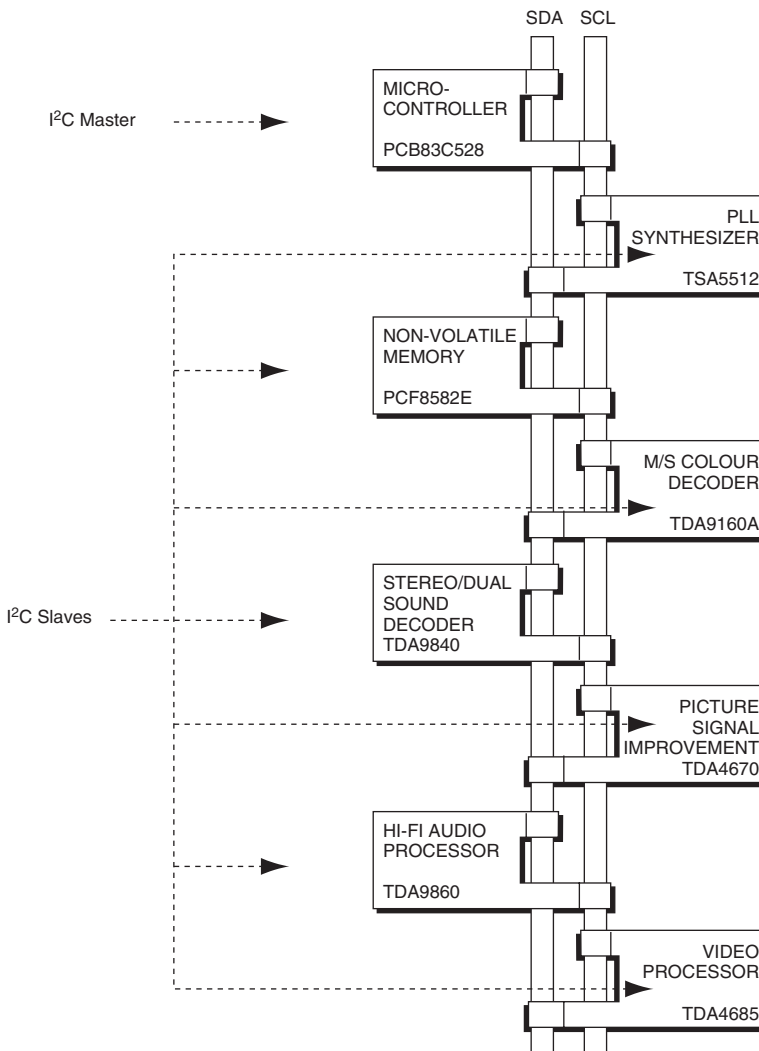 SDA SCL
MICRO-
CONTROLLER
PCB83C528
I²C Master
PLL
SYNTHESIZER
TSA5512
NON-VOLATILE
MEMORY
PCF8582E
M/S COLOUR
DECODER
TDA9160A
STEREO/DUAL
SOUND
DECODER
TDA9840
I²C Slaves
PICTURE
SIGNAL
IMPROVEMENT
TDA4670
HI-FI AUDIO
PROCESSOR
TDA9860
VIDEO
PROCESSOR
TDA4685